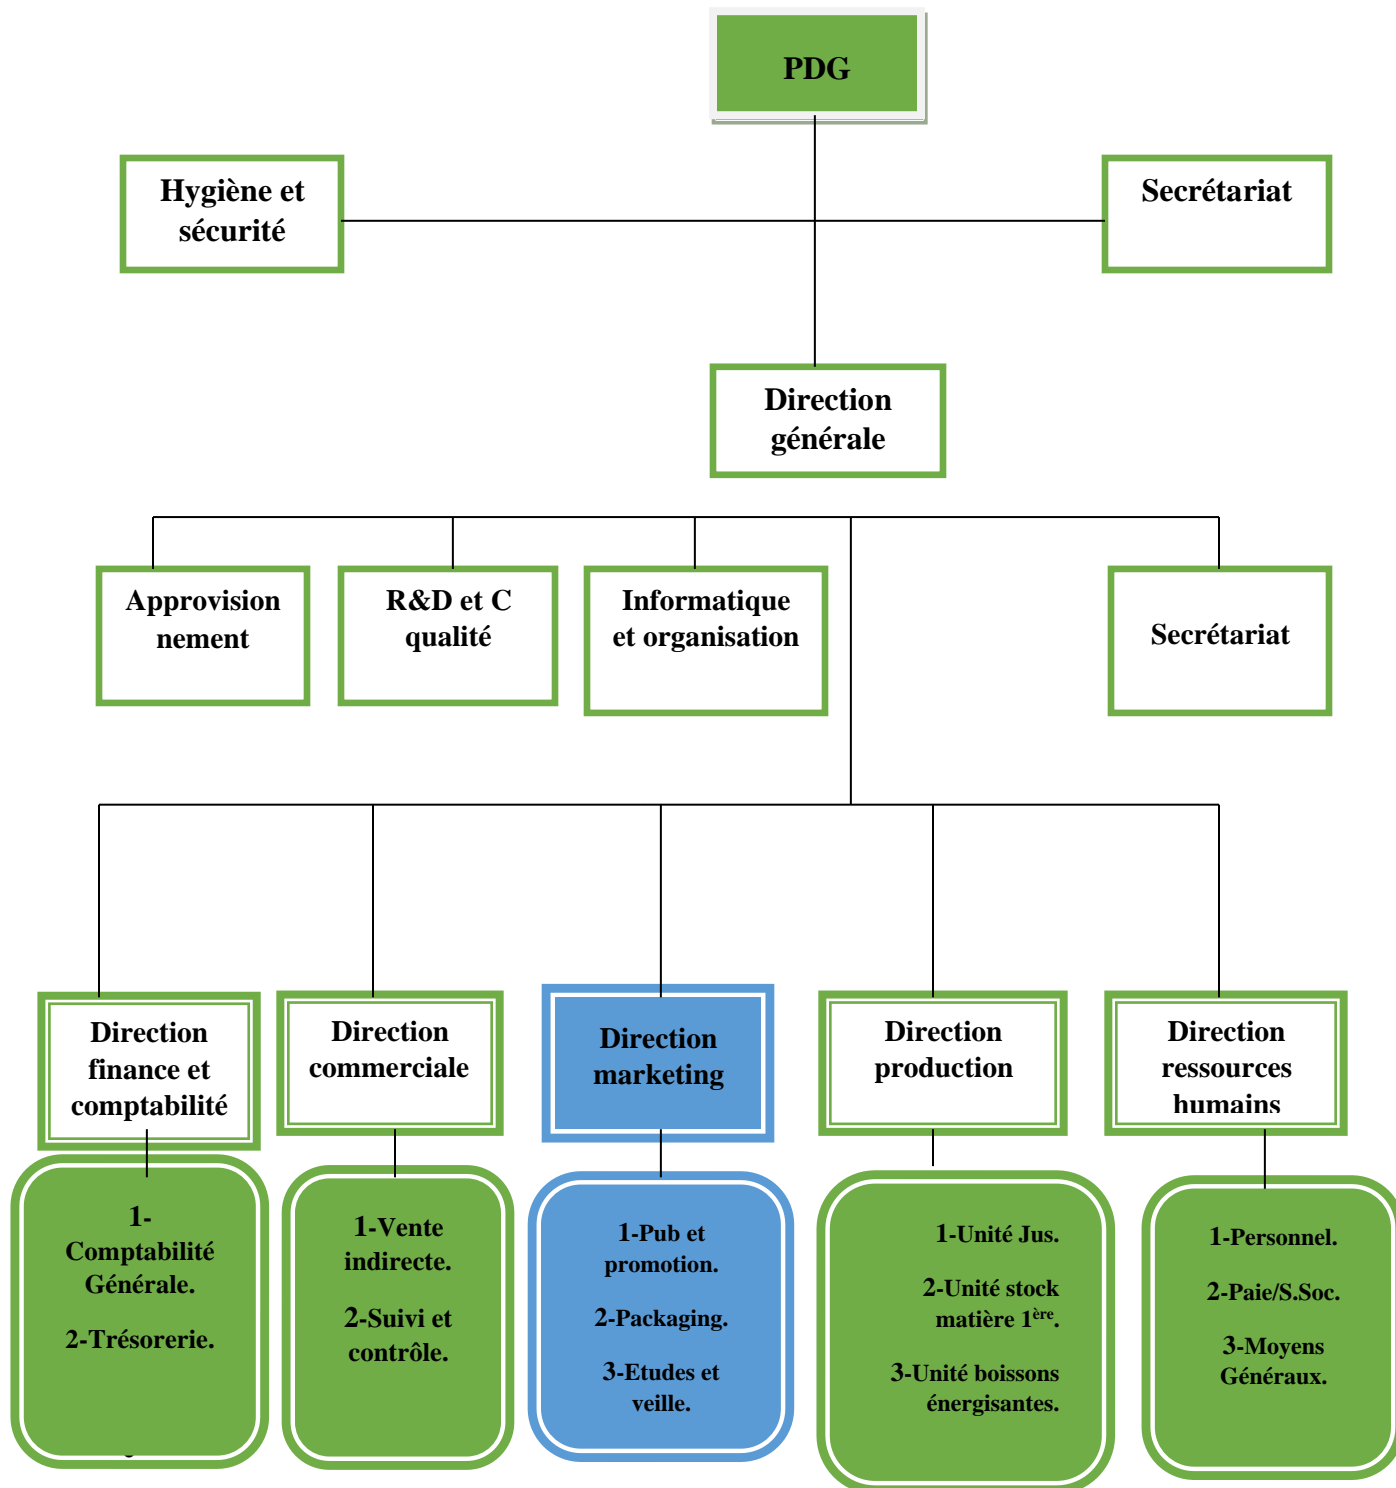 PDG
Hygiène et
sécurité
Secrétariat
Direction
générale
Approvision
nement
R&D et C
qualité
Informatique
et organisation
Secrétariat
Direction
finance et
comptabilité
Direction
commerciale
Direction
marketing
Direction
production
Direction
ressources
humains
1-
Comptabilité
Générale.
2-Trésorerie.
1-Vente
indirecte.
2-Suivi et
contrôle.
1-Pub et
promotion.
2-Packaging.
3-Etudes et
veille.
1-Unité Jus.
2-Unité stock
matière 1ère.
3-Unité boissons
énergisantes.
1-Personnel.
2-Paie/S.Soc.
3-Moyens
Généraux.